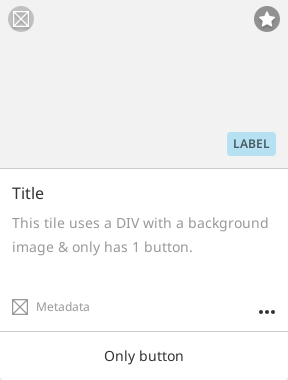 LABEL
Title
This tile uses a DIV with a background
image & only has 1 button.
Metadata
Only button